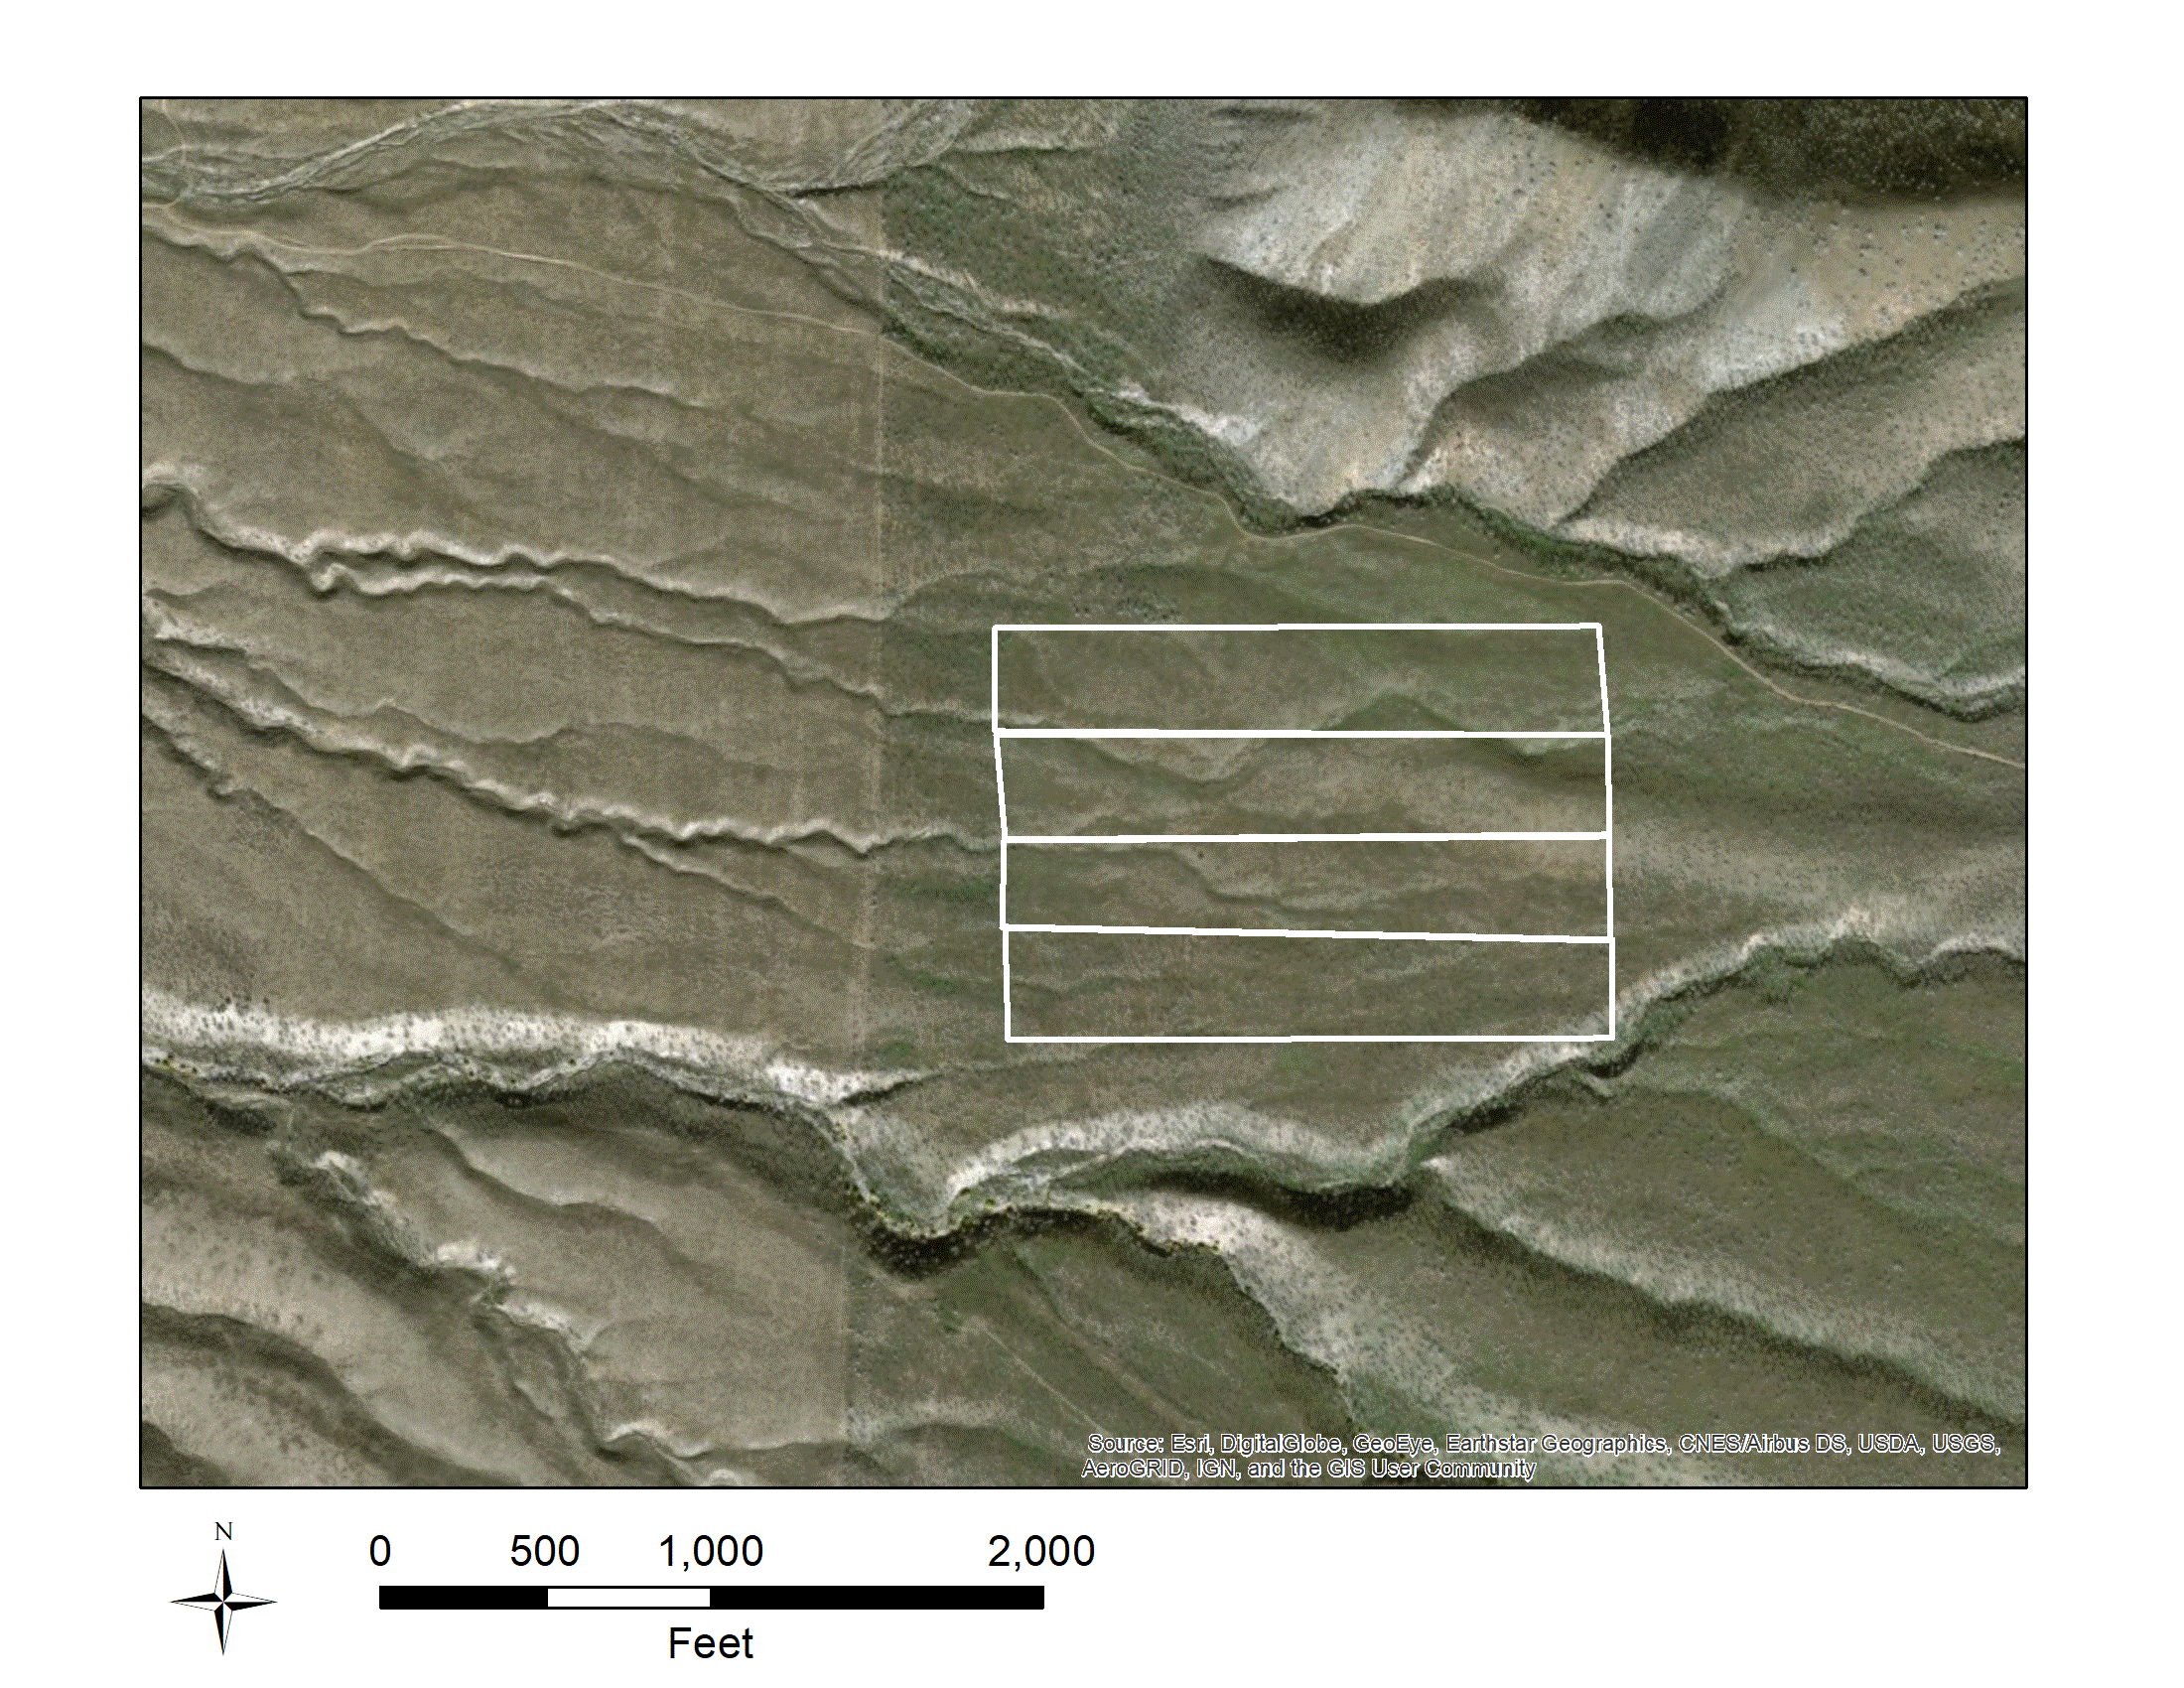 Source: Esri, DigitalGlobe, GeoEye, Earthstar Geographics, CNES/Airbus DS, USDA, USGS,
AeroGRID, IGN, and the GIS User Community
N
0 500 1,000 2,000
Feet